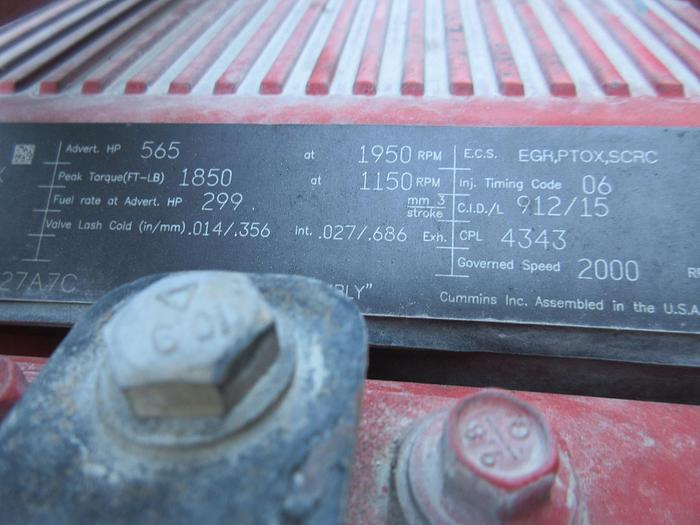 Advert. HP 565 at 1950 RPM
Peak Torque(FT-LB) 1850 at 1150 RPM
Fuel rate at Advert. HP 299 mm 3 stroke
Valve Lash Cold (in/mm) .014/.356 int. .027/.686 Exh.
E.C.S. EGR,PTOX,SCRC
Inj. Timing Code 06
C.I.D./L 912/15
CPL 4343
Governed Speed 2000
27A7C
BLY"
Cummins Inc. Assembled in the U.S.A